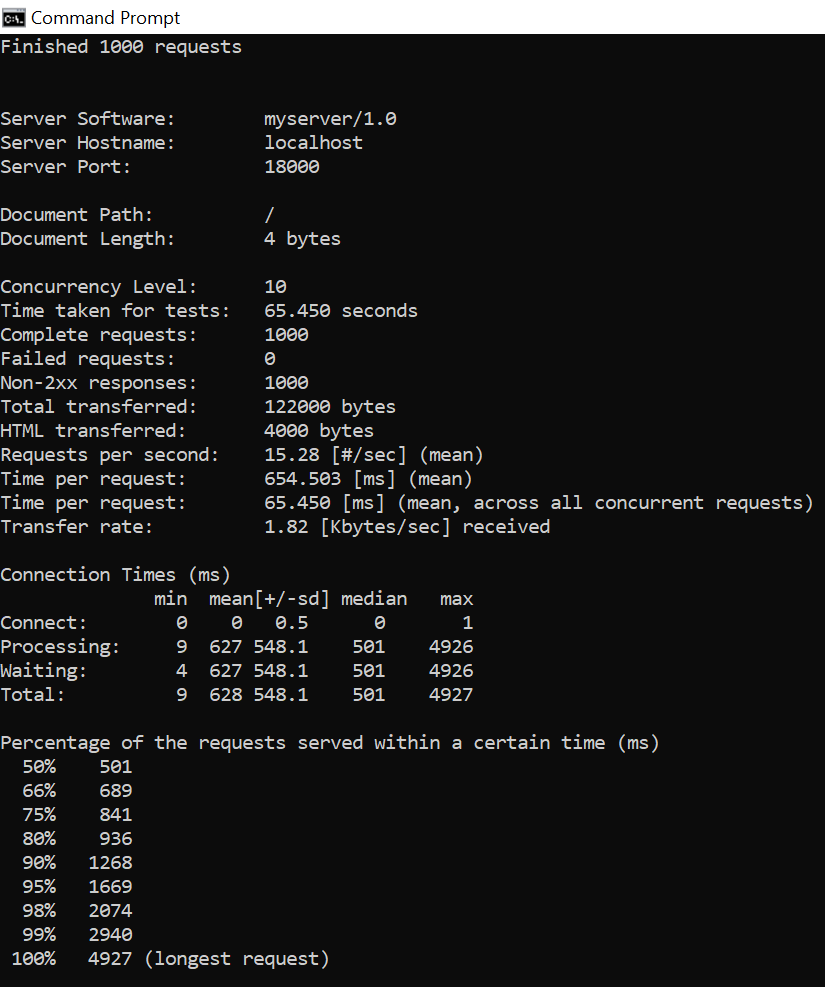 Command Prompt
Finished 1000 requests
Server Software: myserver/1.0
Server Hostname: localhost
Server Port: 18000
Document Path: /
Document Length: 4 bytes
Concurrency Level: 10
Time taken for tests: 65.450 seconds
Complete requests: 1000
Failed requests: 0
Non-2xx responses: 1000
Total transferred: 122000 bytes
HTML transferred: 4000 bytes
Requests per second: 15.28 [#/sec] (mean)
Time per request: 654.503 [ms] (mean)
Time per request: 65.450 [ms] (mean, across all concurrent requests)
Transfer rate: 1.82 [Kbytes/sec] received
Connection Times (ms)
min mean[+/-sd] median max
Connect: 0 0 0.5 0 1
Processing: 9 627 548.1 501 4926
Waiting: 4 627 548.1 501 4926
Total: 9 628 548.1 501 4927
Percentage of the requests served within a certain time (ms)
50% 501
66% 689
75% 841
80% 936
90% 1268
95% 1669
98% 2074
99% 2940
100% 4927 (longest request)